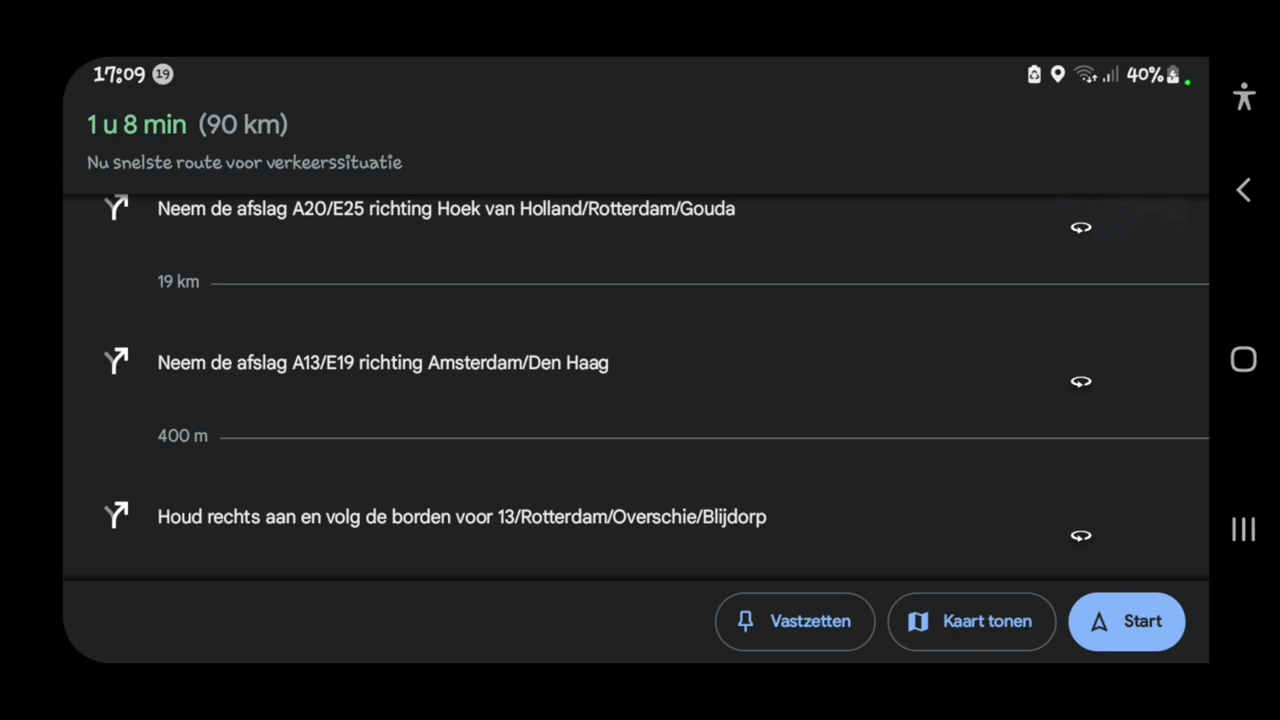 17:09 19 40%
1 u 8 min (90 km)
Nu snelste route voor verkeerssituatie
Neem de afslag A20/E25 richting Hoek van Holland/Rotterdam/Gouda
19 km
Neem de afslag A13/E19 richting Amsterdam/Den Haag
400 m
Houd rechts aan en volg de borden voor 13/Rotterdam/Overschie/Blijdorp
Vastzetten Kaart tonen Start